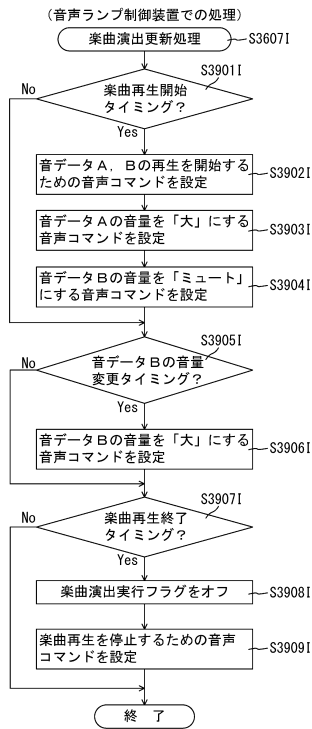 (音声ランプ制御装置での処理)
楽曲演出更新処理
S3607I
S3901I
楽曲再生開始
タイミング?
No
Yes
音データA,Bの再生を開始する
ための音声コマンドを設定
S3902I
音データAの音量を「大」にする
音声コマンドを設定
S3903I
音データBの音量を「ミュート」
にする音声コマンドを設定
S3904I
S3905I
音データBの音量
変更タイミング?
No
Yes
音データBの音量を「大」にする
音声コマンドを設定
S3906I
S3907I
楽曲再生終了
タイミング?
No
Yes
楽曲演出実行フラグをオフ
S3908I
楽曲再生を停止するための音声
コマンドを設定
S3909I
終 了